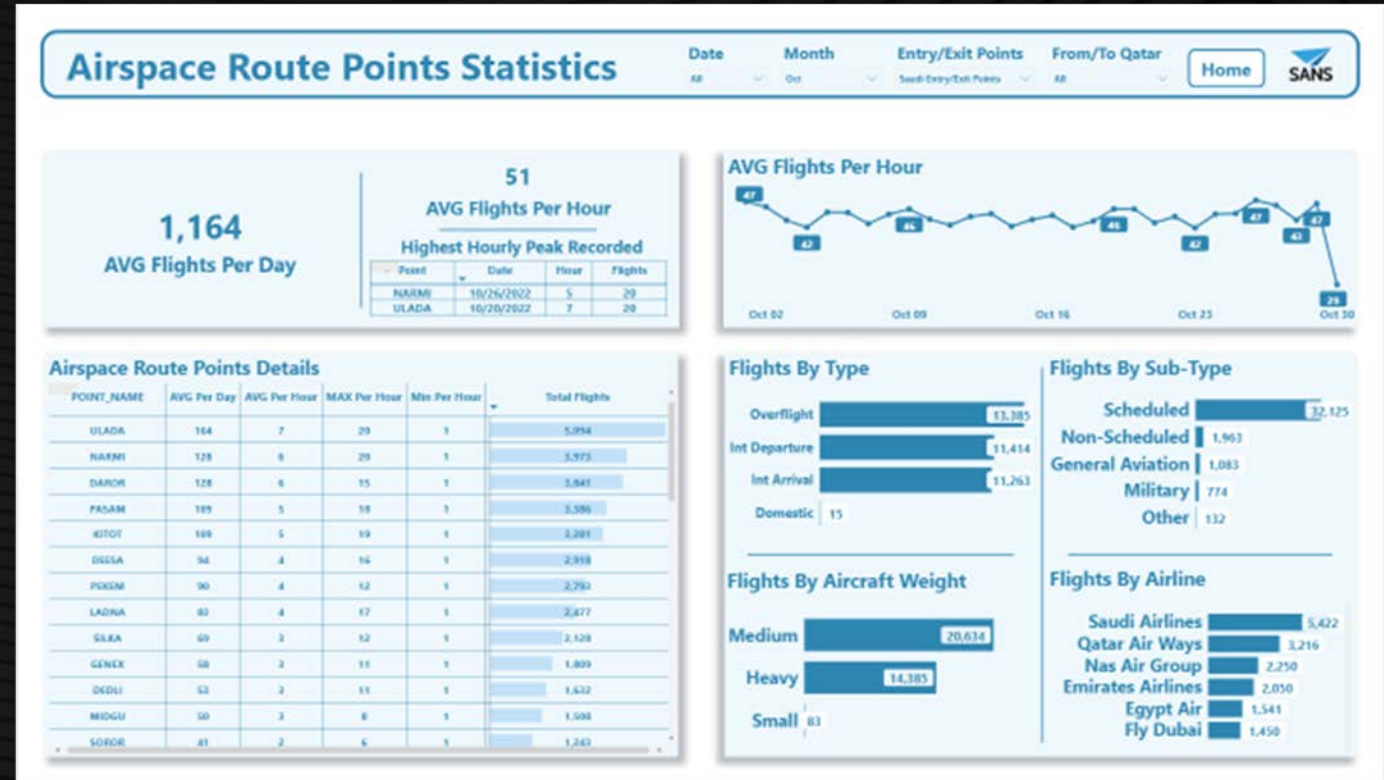 Airspace Route Points Statistics
Date
All
Month
Oct
Entry/Exit Points
Saudi Entry/Exit Points
From/To Qatar
All
Home
SANS
1,164
AVG Flights Per Day
51
AVG Flights Per Hour
Highest Hourly Peak Recorded
Point Date Hour Flights
NARMI 10/26/2022 5 20
ULADA 10/20/2022 7 20
AVG Flights Per Hour
47 42 46 45 42 47 43 47
Oct 02 Oct 09 Oct 16 Oct 23 Oct 30
Airspace Route Points Details
POINT_NAME AVG Per Day AVG Per Hour MAX Per Hour Min Per Hour Total Flights
ULADA 164 7 20 1 5,094
NARMI 128 6 20 1 3,973
DAROR 128 6 15 1 3,841
PASAM 109 5 18 1
KITOT 5 19 1
DEESA 94 4 16 1
PEKEM 90 4 12 1
LADNA 4 17 1 2,477
SILKA 69 3 12 1 2,128
GENEX 58 3 11 1 1,809
DEDLI 11 1 1,632
MIDGU 50 3 8 1 1,508
SOROR 41 2 6 1 1,243
Flights By Type
Overflight 13,385
Int Departure 11,414
Int Arrival 11,263
Domestic 15
Flights By Sub-Type
Scheduled 32,125
Non-Scheduled 1,963
General Aviation 1,083
Military 774
Other 132
Flights By Aircraft Weight
Medium 20,634
Heavy 14,385
Small 83
Flights By Airline
Saudi Airlines 5,422
Qatar Air Ways 3,216
Nas Air Group 2,250
Emirates Airlines 2,050
Egypt Air 1,541
Fly Dubai 1,450